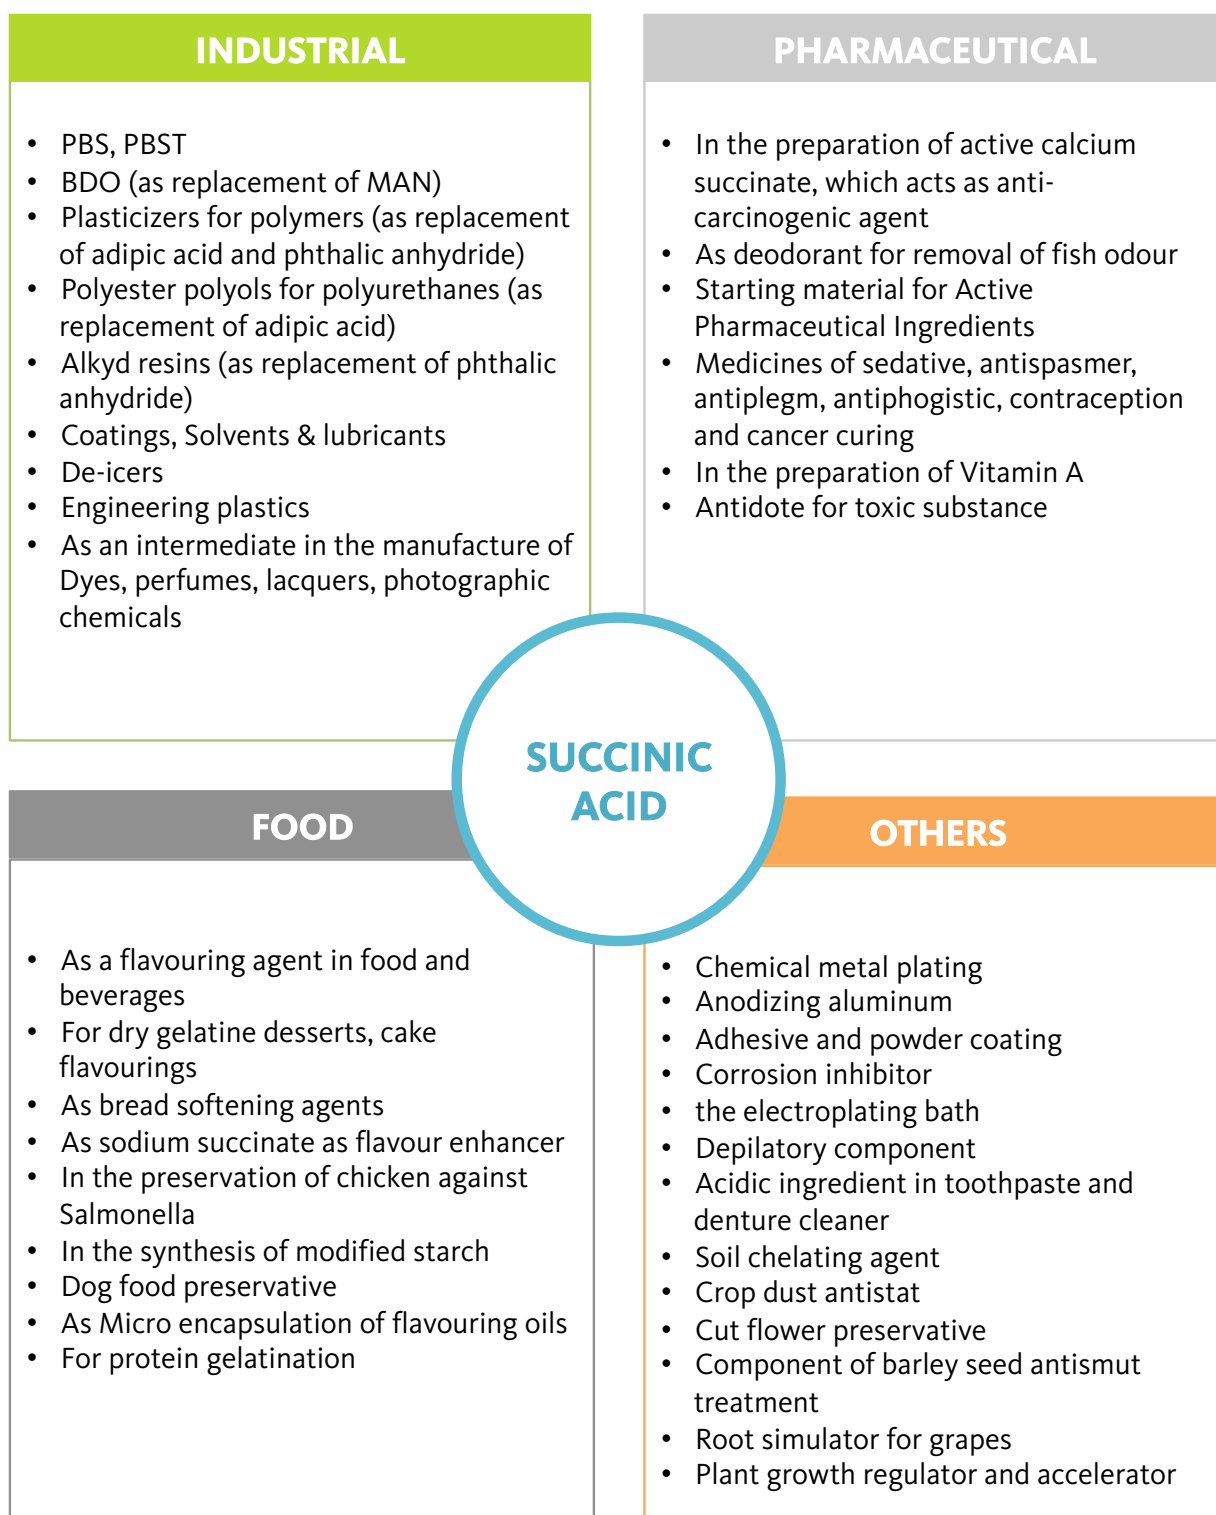 INDUSTRIAL
• PBS, PBST
• BDO (as replacement of MAN)
• Plasticizers for polymers (as replacement
of adipic acid and phthalic anhydride)
• Polyester polyols for polyurethanes (as
replacement of adipic acid)
• Alkyd resins (as replacement of phthalic
anhydride)
• Coatings, Solvents & lubricants
• De-icers
• Engineering plastics
• As an intermediate in the manufacture of
Dyes, perfumes, lacquers, photographic
chemicals
PHARMACEUTICAL
• In the preparation of active calcium
succinate, which acts as anti-
carcinogenic agent
• As deodorant for removal of fish odour
• Starting material for Active
Pharmaceutical Ingredients
• Medicines of sedative, antispasmer,
antiplegm, antiphogistic, contraception
and cancer curing
• In the preparation of Vitamin A
• Antidote for toxic substance
SUCCINIC
ACID
FOOD
• As a flavouring agent in food and
beverages
• For dry gelatine desserts, cake
flavourings
• As bread softening agents
• As sodium succinate as flavour enhancer
• In the preservation of chicken against
Salmonella
• In the synthesis of modified starch
• Dog food preservative
• As Micro encapsulation of flavouring oils
• For protein gelatination
OTHERS
• Chemical metal plating
• Anodizing aluminum
• Adhesive and powder coating
• Corrosion inhibitor
• the electroplating bath
• Depilatory component
• Acidic ingredient in toothpaste and
denture cleaner
• Soil chelating agent
• Crop dust antistat
• Cut flower preservative
• Component of barley seed antismut
treatment
• Root simulator for grapes
• Plant growth regulator and accelerator